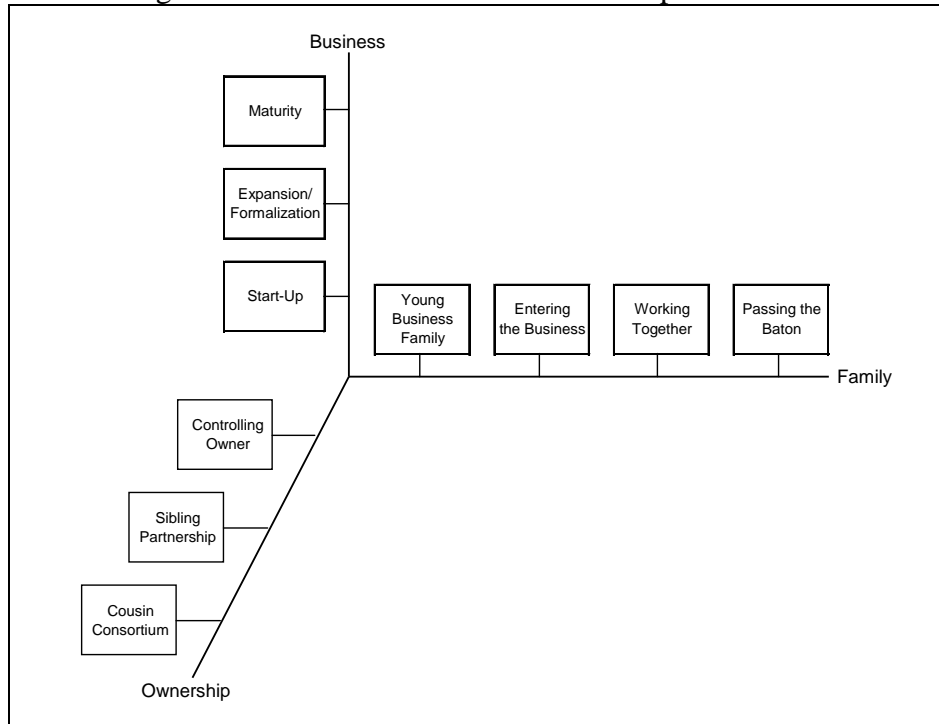 Business
Maturity
Expansion/
Formalization
Start-Up
Young
Business
Family
Entering
the Business
Working
Together
Passing the
Baton
Family
Controlling
Owner
Sibling
Partnership
Cousin
Consortium
Ownership